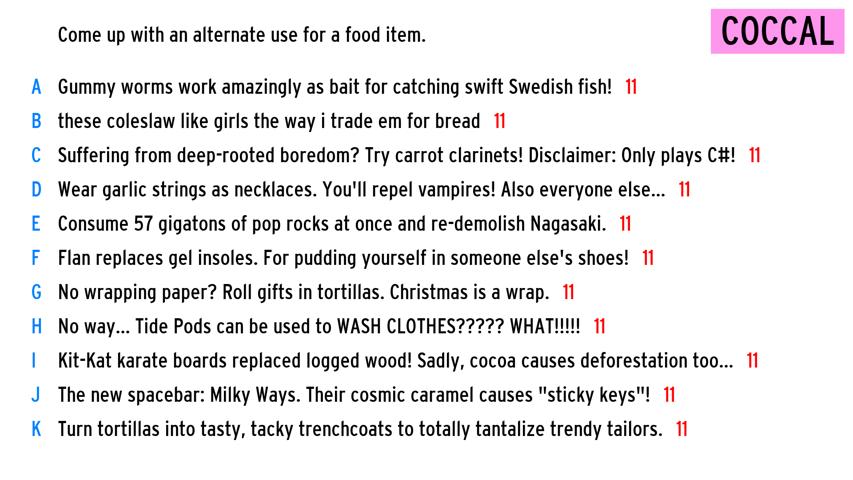 Come up with an alternate use for a food item.
COCCAL
A Gummy worms work amazingly as bait for catching swift Swedish fish! 11
B these coleslaw like girls the way i trade em for bread 11
C Suffering from deep-rooted boredom? Try carrot clarinets! Disclaimer: Only plays C#! 11
D Wear garlic strings as necklaces. You'll repel vampires! Also everyone else... 11
E Consume 57 gigatons of pop rocks at once and re-demolish Nagasaki. 11
F Flan replaces gel insoles. For pudding yourself in someone else's shoes! 11
G No wrapping paper? Roll gifts in tortillas. Christmas is a wrap. 11
H No way... Tide Pods can be used to WASH CLOTHES????? WHAT!!!!! 11
I Kit-Kat karate boards replaced logged wood! Sadly, cocoa causes deforestation too... 11
J The new spacebar: Milky Ways. Their cosmic caramel causes "sticky keys"! 11
K Turn tortillas into tasty, tacky trenchcoats to totally tantalize trendy tailors. 11